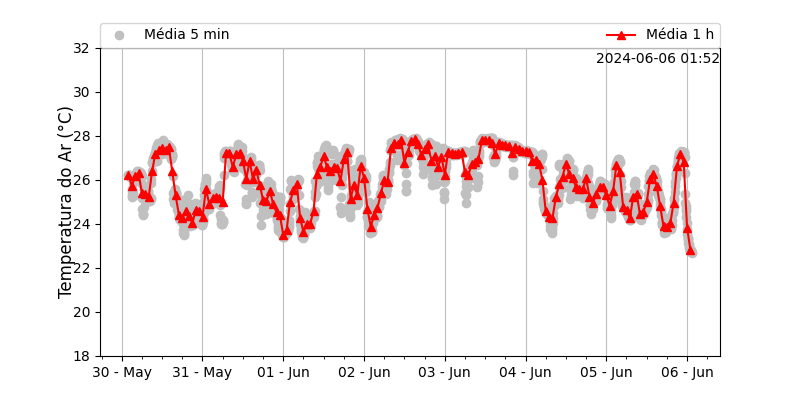 Média 5 min
Média 1 h
2024-06-06 01:52
Temperatura do Ar (°C)
32
30
28
26
24
22
20
18
30 - May
31 - May
01 - Jun
02 - Jun
03 - Jun
04 - Jun
05 - Jun
06 - Jun